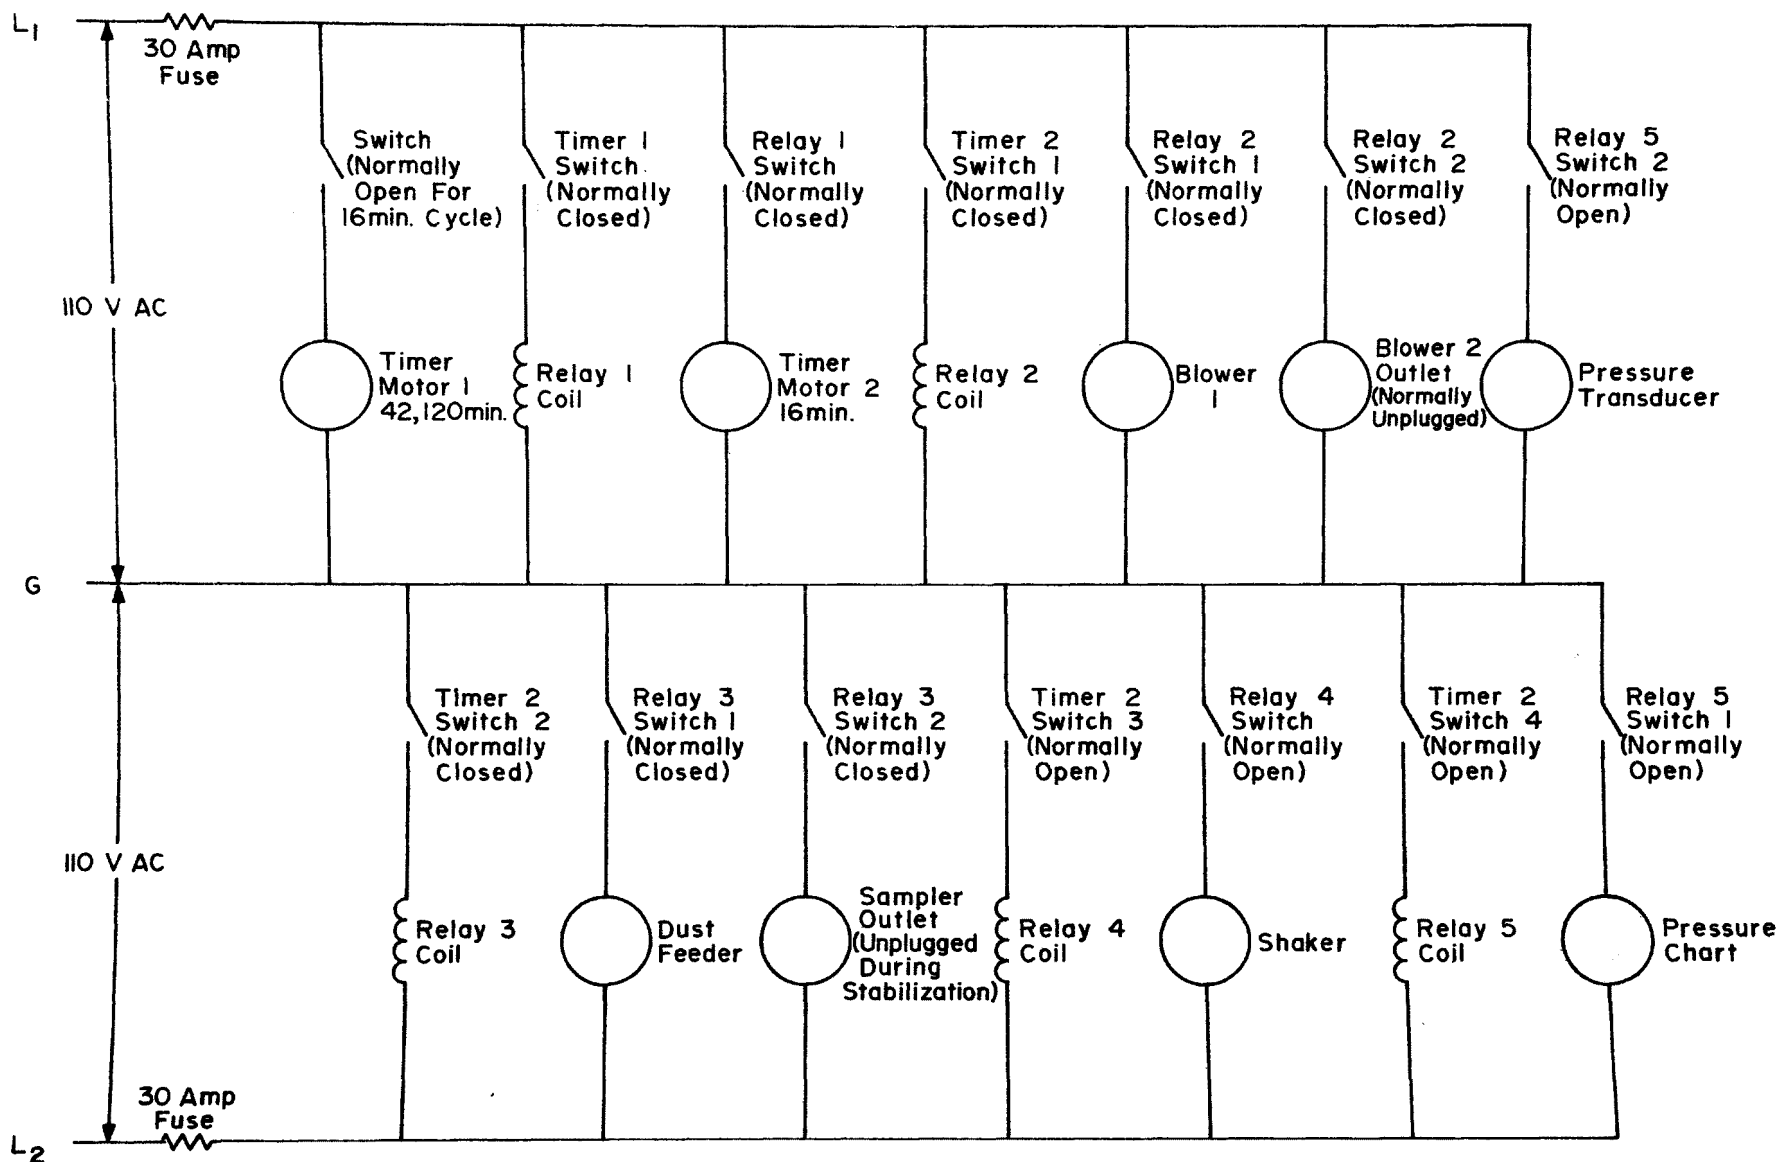 L1
30 Amp
Fuse
Switch
(Normally
Open For
16min. Cycle)
Timer 1
Switch
(Normally
Closed)
Relay 1
Switch
(Normally
Closed)
Timer 2
Switch 1
(Normally
Closed)
Relay 2
Switch 1
(Normally
Closed)
Relay 2
Switch 2
(Normally
Closed)
Relay 5
Switch 2
(Normally
Open)
110 V AC
Timer
Motor 1
42,120min.
Relay 1
Coil
Timer
Motor 2
16min.
Relay 2
Coil
Blower
1
Blower 2
Outlet
(Normally
Unplugged)
Pressure
Transducer
G
Timer 2
Switch 2
(Normally
Closed)
Relay 3
Switch 1
(Normally
Closed)
Relay 3
Switch 2
(Normally
Closed)
Timer 2
Switch 3
(Normally
Open)
Relay 4
Switch
(Normally
Open)
Timer 2
Switch 4
(Normally
Open)
Relay 5
Switch 1
(Normally
Open)
110 V AC
Relay 3
Coil
Dust
Feeder
Sampler
Outlet
(Unplugged
During
Stabilization)
Relay 4
Coil
Shaker
Relay 5
Coil
Pressure
Chart
30 Amp
Fuse
L2